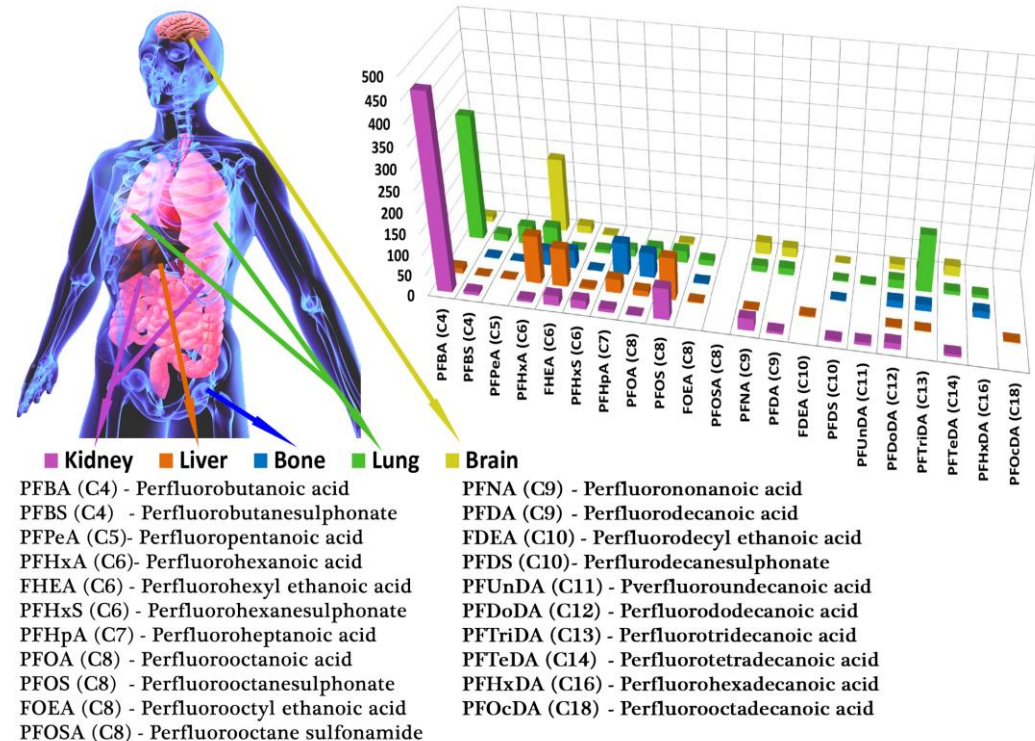 500
450
400
350
300
250
200
150
100
50
0
PFBA (C4)
PFBS (C4)
PFPeA (C5)
PFHxA (C6)
FHEA (C6)
PFHxS (C6)
PFHpA (C7)
PFOA (C8)
PFOS (C8)
FOEA (C8)
PFOSA (C8)
PFNA (C9)
PFDA (C9)
FDEA (C10)
PFDS (C10)
PFUnDA (C11)
PFDoDA (C12)
PFTriDA (C13)
PFTeDA (C14)
PFHxDA (C16)
PFOcDA (C18)
Kidney Liver Bone Lung Brain
PFBA (C4) - Perfluorobutanoic acid
PFBS (C4) - Perfluorobutanesulphonate
PFPeA (C5)- Perfluoropentanoic acid
PFHxA (C6)- Perfluorohexanoic acid
FHEA (C6) - Perfluorohexyl ethanoic acid
PFHxS (C6) - Perfluorohexanesulphonate
PFHpA (C7) - Perfluoroheptanoic acid
PFOA (C8) - Perfluorooctanoic acid
PFOS (C8) - Perfluorooctanesulphonate
FOEA (C8) - Perfluorooctyl ethanoic acid
PFOSA (C8) - Perfluorooctane sulfonamide
PFNA (C9) - Perfluorononanoic acid
PFDA (C9) - Perfluorodecanoic acid
FDEA (C10) - Perfluorodecyl ethanoic acid
PFDS (C10) - Perflurodecanesulphonate
PFUnDA (C11) - Pverfluoroundecanoic acid
PFDoDA (C12) - Perfluorododecanoic acid
PFTriDA (C13) - Perfluorotridecanoic acid
PFTeDA (C14) - Perfluorotetradecanoic acid
PFHxDA (C16) - Perfluorohexadecanoic acid
PFOcDA (C18) - Perfluorooctadecanoic acid